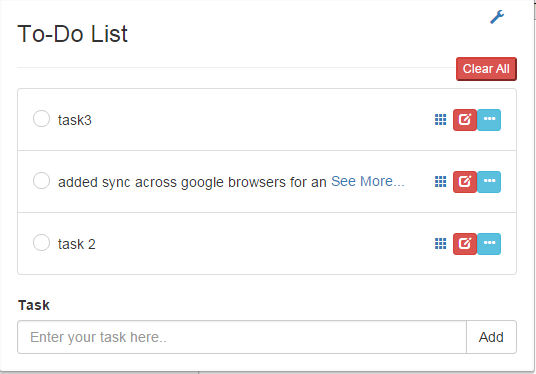 To-Do List
Clear All
task3
added sync across google browsers for an See More...
task 2
Task
Enter your task here..
Add